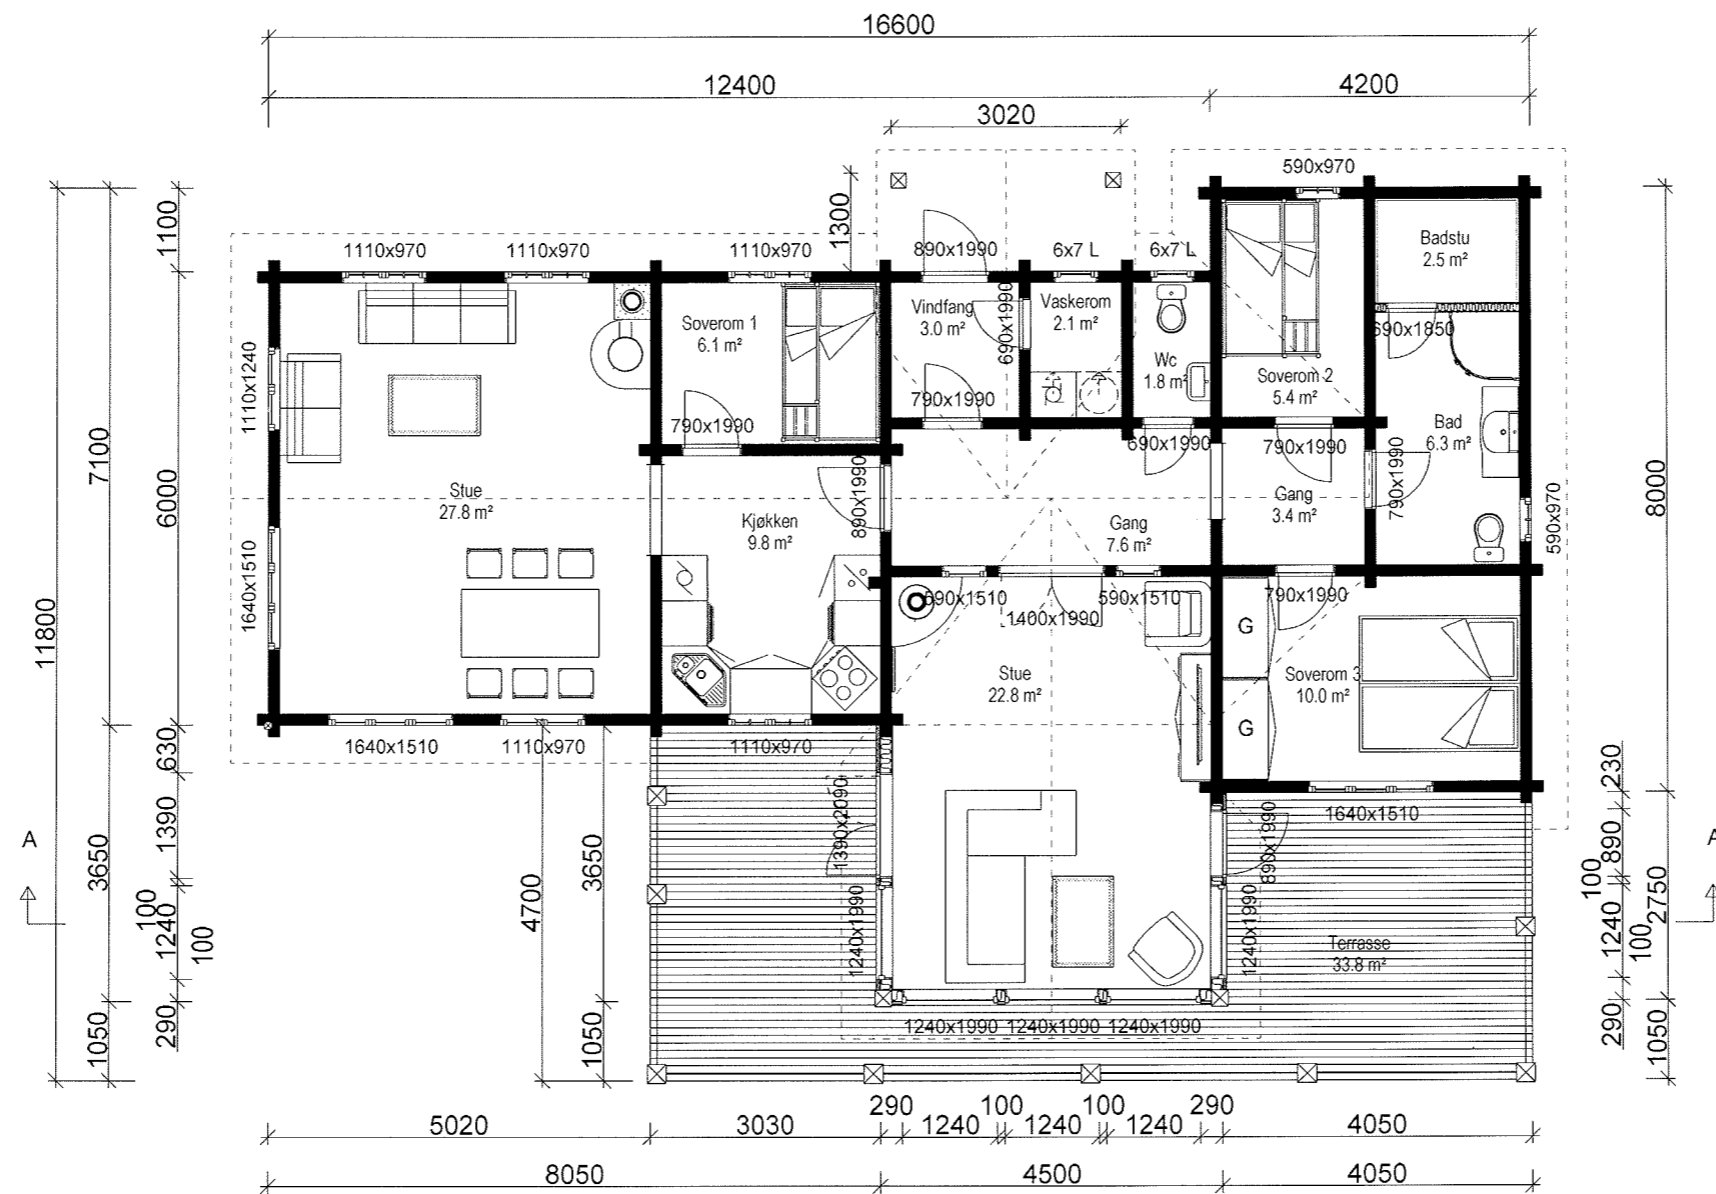 16600
12400
4200
3020
590x970
1100
1300
1110x970
1110x970
1110x970
890x1990
6x7 L
6x7 L
Badstu
2.5 m²
Vindfang
3.0 m²
690x1990
Vaskerom
2.1 m²
Soverom 1
6.1 m²
690x1850
1110x1240
Wc
1.8 m²
Soverom 2
5.4 m²
790x1990
790x1990
690x1990
790x1990
Bad
6.3 m²
7100
6000
Stue
27.8 m²
Kjøkken
9.8 m²
890x1990
Gang
7.6 m²
Gang
3.4 m²
790x1990
590x970
8000
1640x1510
590x1510
1400x1990
590x1510
790x1990
11800
G
Stue
22.8 m²
Soverom 3
10.0 m²
G
1640x1510
1110x970
1110x970
630
230
1390
1390x2090
890x1990
1640x1510
890
A
A
3650
3650
4700
100
1240
100
1240x1990
1240x1990
Terrasse
33.8 m²
100
1240
100
2750
1240x1990
1240x1990
1240x1990
1050
290
1050
290
1050
290
100
100
290
5020
3030
1240
1240
1240
4050
8050
4500
4050